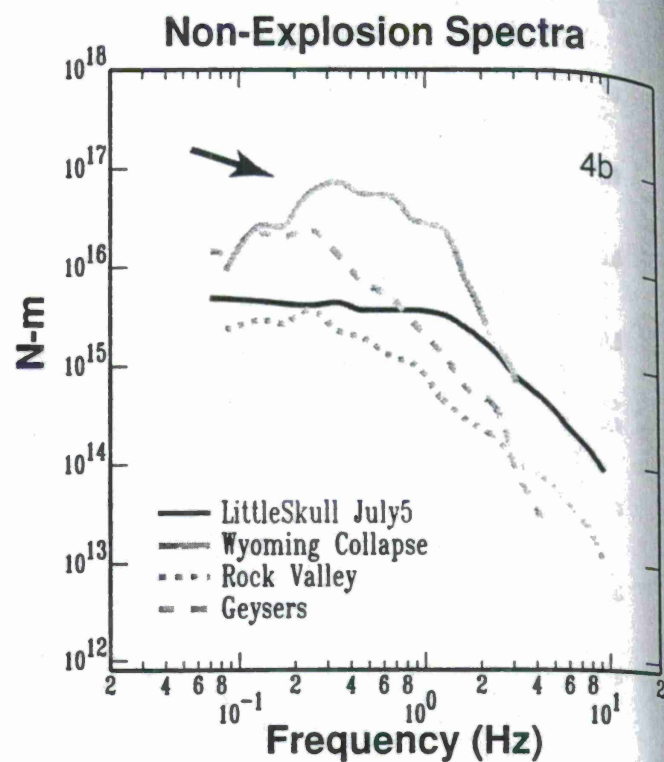 Non-Explosion Spectra
10^18
10^17
10^16
10^15
10^14
10^13
10^12
N-m
4b
LittleSkull July5
Wyoming Collapse
Rock Valley
Geysers
2 4 6 8 2 4 6 8 2 4 6 8 2
10^-1 10^0 10^1
Frequency (Hz)